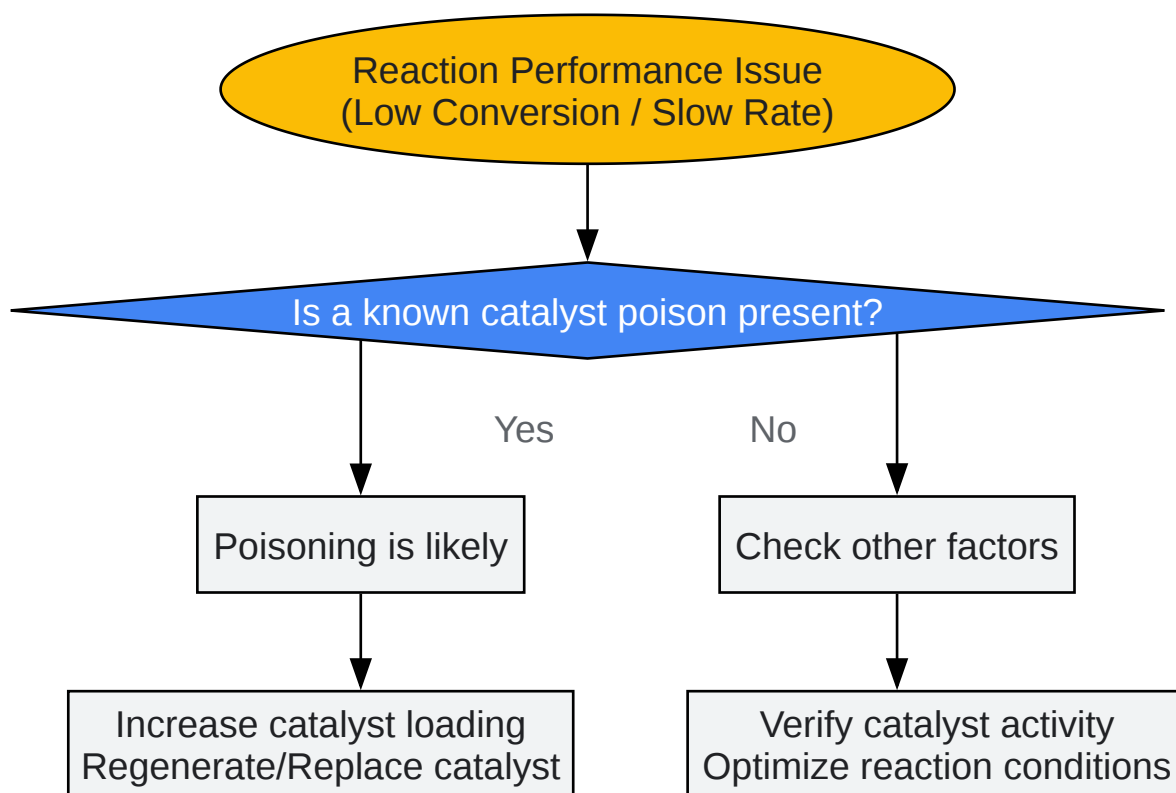 Reaction Performance Issue
(Low Conversion / Slow Rate)
Is a known catalyst poison present?
Yes
No
Poisoning is likely
Check other factors
Increase catalyst loading
Regenerate/Replace catalyst
Verify catalyst activity
Optimize reaction conditions